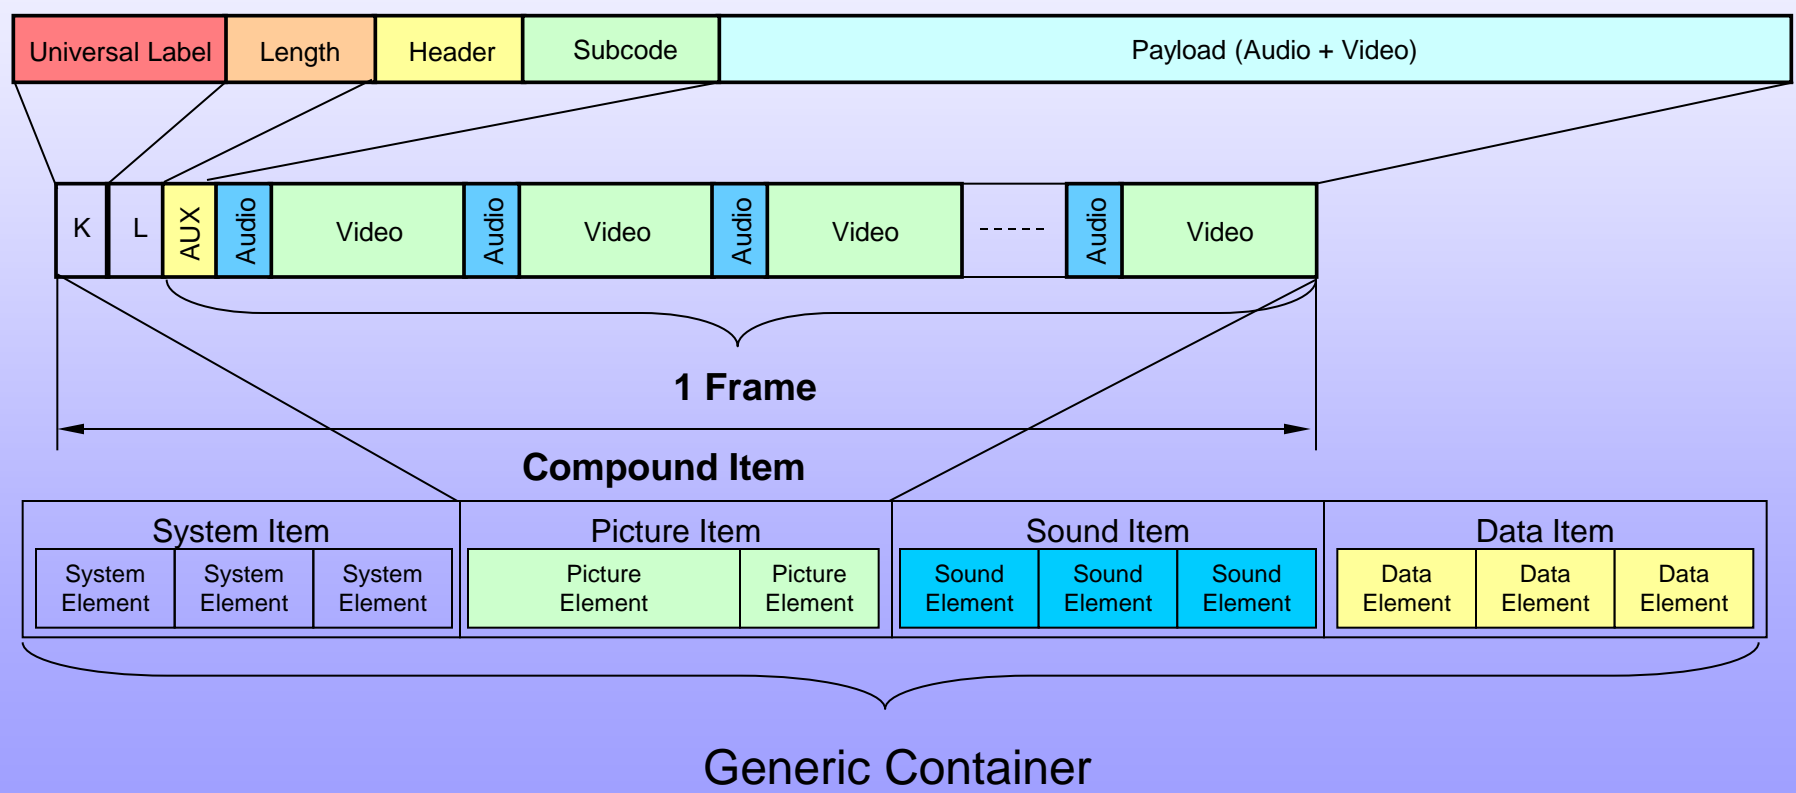 Universal Label Length Header Subcode Payload (Audio + Video)
K L AUX Audio Video Audio Video Audio Video Audio Video
1 Frame
Compound Item
System Item Picture Item Sound Item Data Item
System System System Picture Picture Sound Sound Sound Data Data Data
Element Element Element Element Element Element Element Element Element Element Element
Generic Container